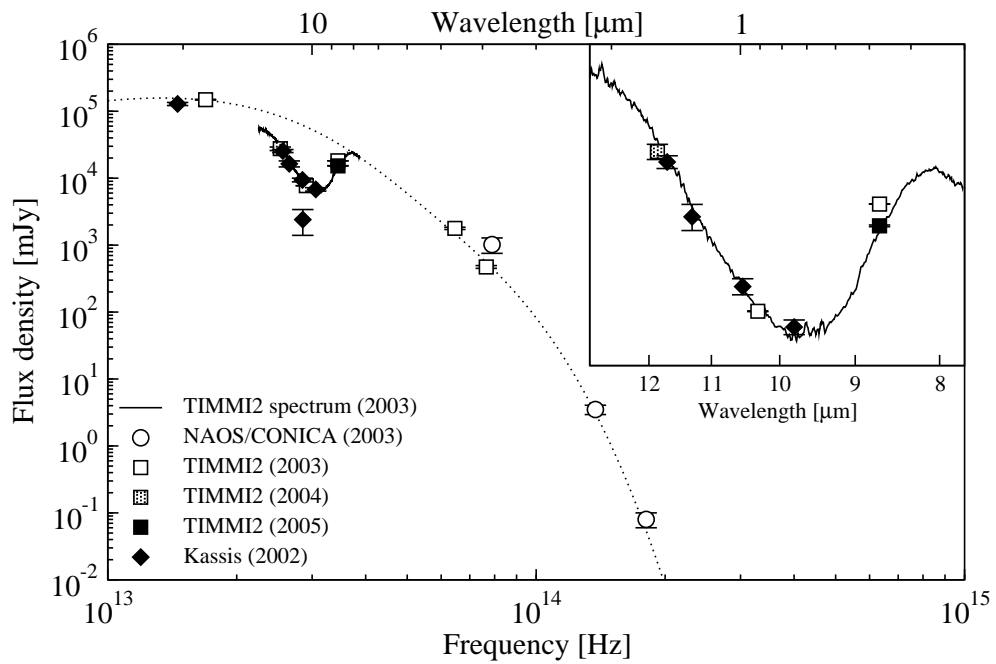 Wavelength [μm]
10
1
10^6
10^5
10^4
10^3
10^2
10^1
10^0
10^-1
10^-2
Flux density [mJy]
12
11
10
9
8
Wavelength [μm]
TIMMI2 spectrum (2003)
NAOS/CONICA (2003)
TIMMI2 (2003)
TIMMI2 (2004)
TIMMI2 (2005)
Kassis (2002)
10^13
10^14
10^15
Frequency [Hz]